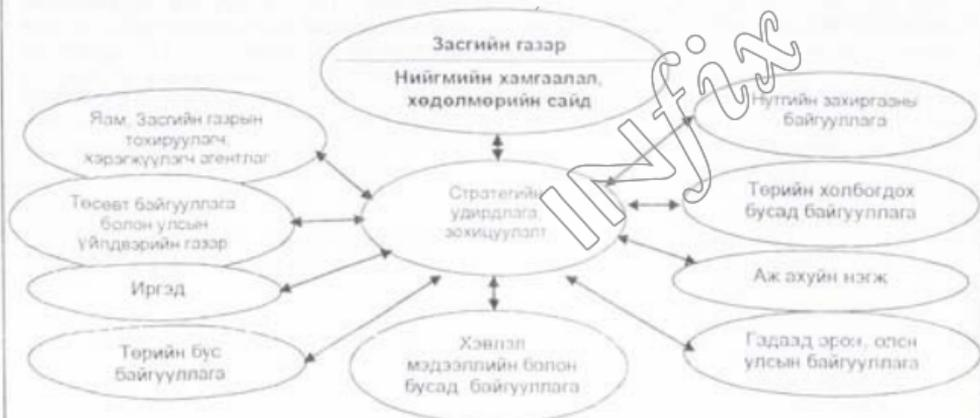 Засгийн газар
Нийгмийн хамгаалал,
хөдөлмөрийн сайд
Яам, Засгийн газрын
тохируулагч,
хэрэгжүүлэгч агентлаг
Нутгийн захиргааны
байгууллага
Төсөвт байгууллага
болон улсын
үйлдвэрийн газар
Стратегийн
удирдлага,
зохицуулалт
Төрийн холбогдох
бусад байгууллага
Иргэд
Аж ахуйн нэгж
Төрийн бус
байгууллага
Хэвлэл
мэдээллийн болон
бусад байгууллага
Гадаад орон, олон
улсын байгууллага
INfix